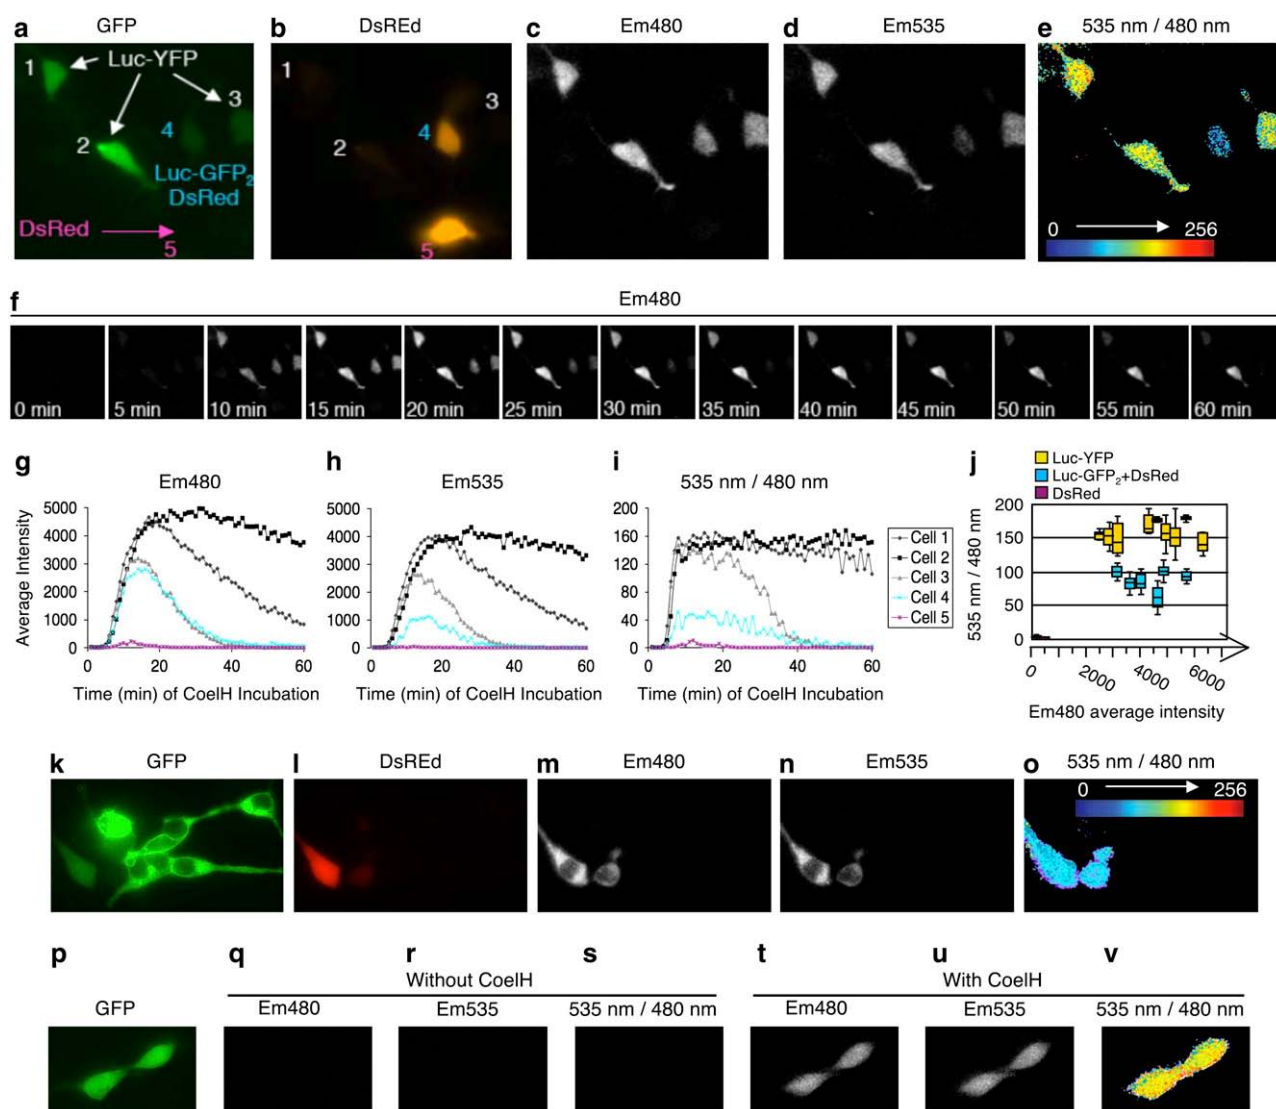 a b c d e
GFP DsREd Em480 Em535 535 nm / 480 nm
1 Luc-YFP 1
3 3
4 4
2 2
Luc-GFP2
DsRed
DsRed
5 5
0 256
f
Em480
0 min 5 min 10 min 15 min 20 min 25 min 30 min 35 min 40 min 45 min 50 min 55 min 60 min
g h i j
Em480 Em535 535 nm / 480 nm
Average Intensity
5000
4000
3000
2000
1000
0
0 20 40 60
Time (min) of CoelH Incubation
5000
4000
3000
2000
1000
0
0 20 40 60
Time (min) of CoelH Incubation
200
160
120
80
40
0
0 20 40 60
Time (min) of CoelH Incubation
Cell 1
Cell 2
Cell 3
Cell 4
Cell 5
Luc-YFP
Luc-GFP2+DsRed
DsRed
535 nm / 480 nm
200
150
100
50
0
0 2000 4000 6000
Em480 average intensity
k l m n o
GFP DsREd Em480 Em535 535 nm / 480 nm
0 256
p q r s t u v
Without CoelH With CoelH
GFP Em480 Em535 535 nm / 480 nm Em480 Em535 535 nm / 480 nm